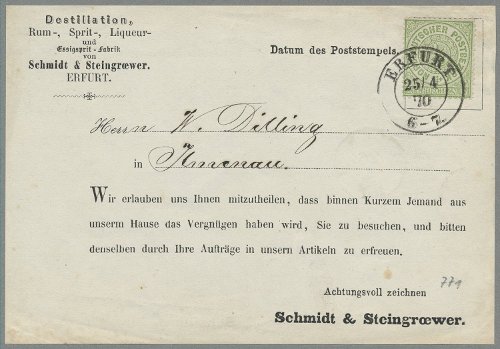 Destillation,
Rum-, Sprit-, Liqueur-
und
Essigsprit-Fabrik
von
Schmidt & Steingrœwer.
ERFURT.
Datum des Poststempels.
ERFURT
25/4
70
6-7.
Herrn W. Dilling
in Ilmenau.
Wir erlauben uns Ihnen mitzutheilen, dass binnen Kurzem Jemand aus
unserm Hause das Vergnügen haben wird, Sie zu besuchen, und bitten
denselben durch Ihre Aufträge in unsern Artikeln zu erfreuen.
Achtungsvoll zeichnen
771
Schmidt & Steingrœwer.